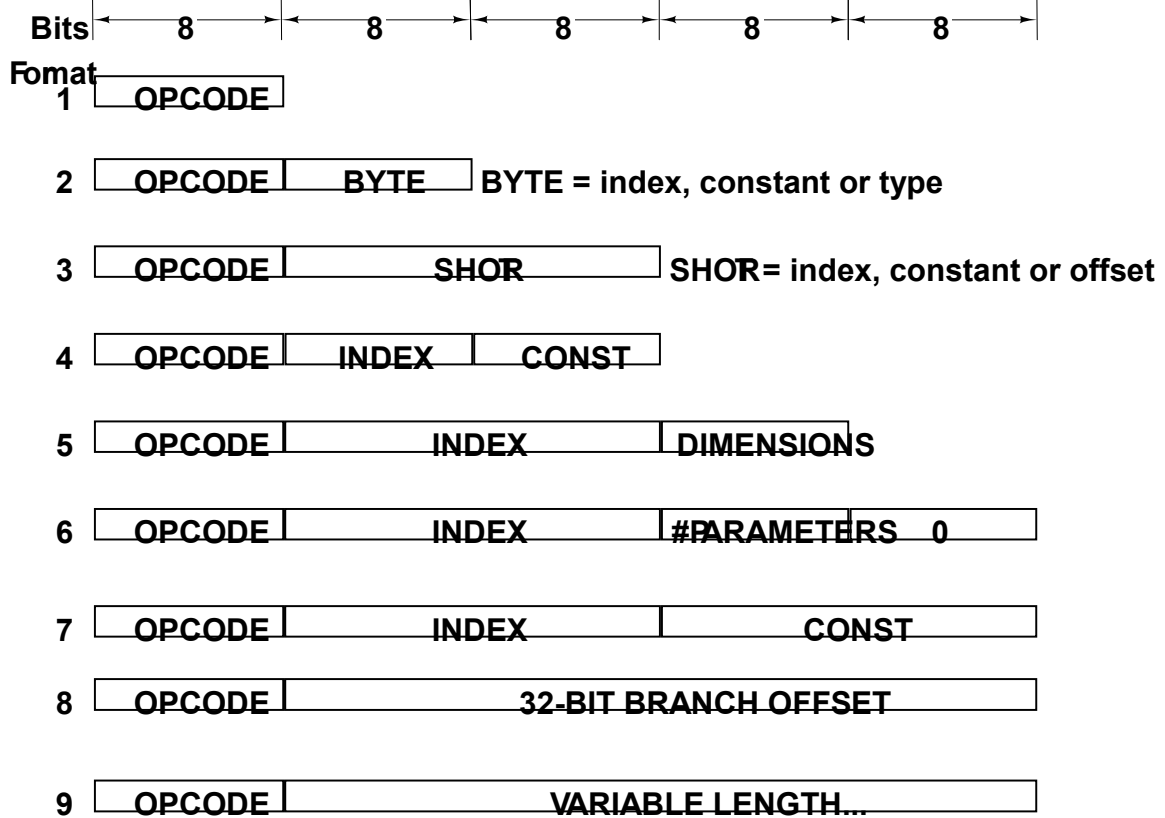 Bits 8 8 8 8 8
Fomat
1 OPCODE
2 OPCODE BYTE BYTE = index, constant or type
3 OPCODE SHOTR SHOTR= index, constant or offset
4 OPCODE INDEX CONST
5 OPCODE INDEX DIMENSIONS
6 OPCODE INDEX #PARAMETERS 0
7 OPCODE INDEX CONST
8 OPCODE 32-BIT BRANCH OFFSET
9 OPCODE VARIABLE LENGTH...